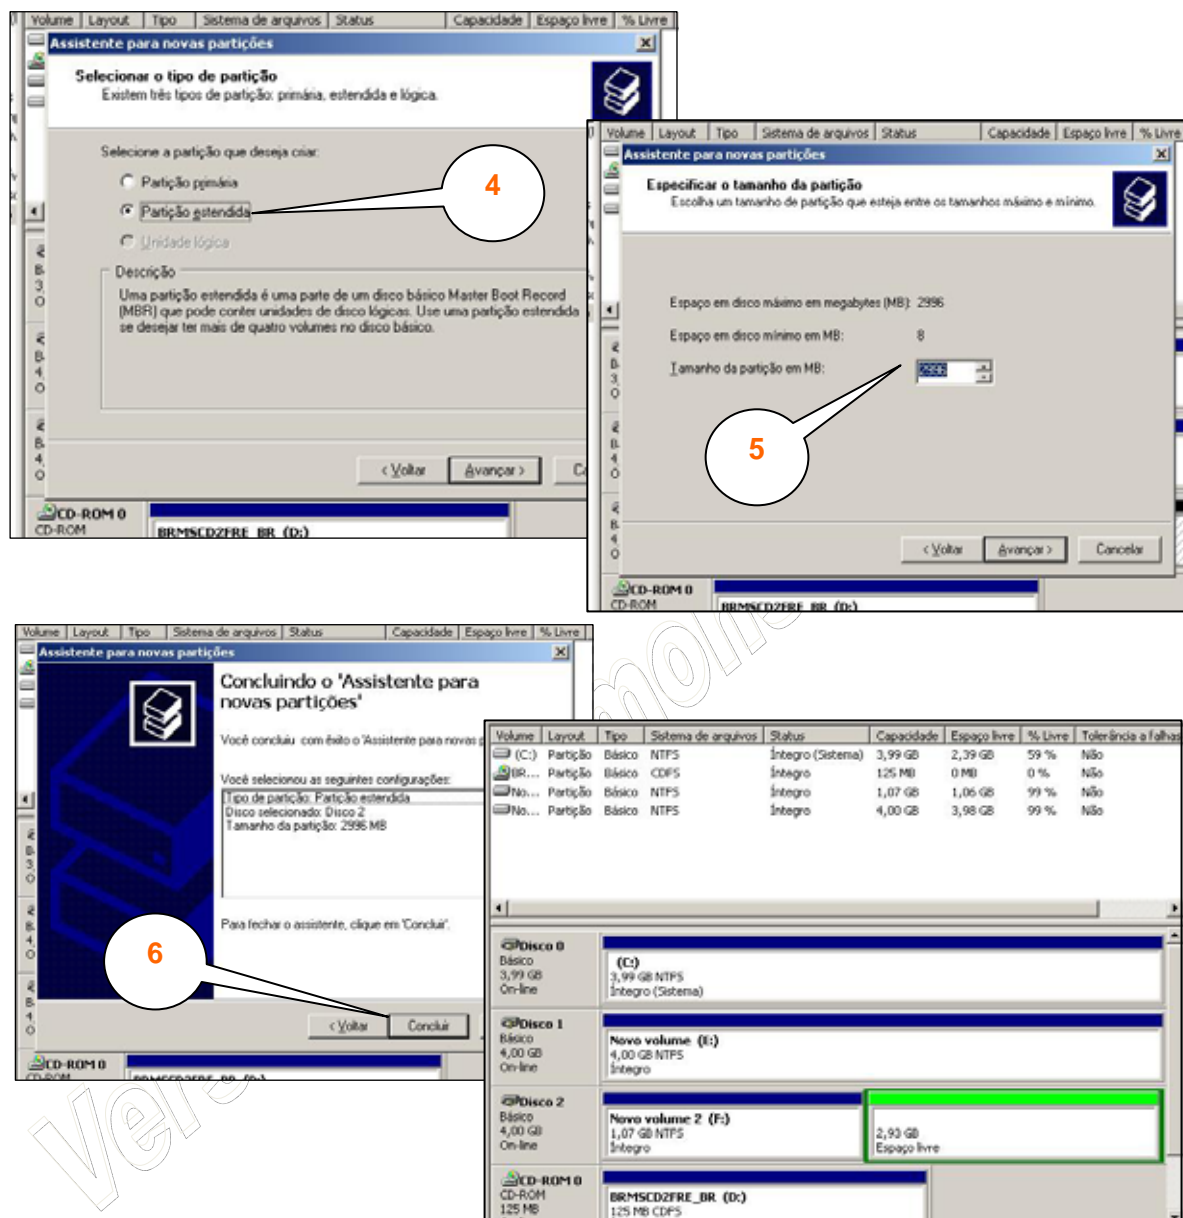 Volume Layout Tipo Sistema de arquivos Status Capacidade Espaço livre % Livre
Assistente para novas partições
Selecionar o tipo de partição
Existem três tipos de partição: primária, estendida e lógica.
Selecione a partição que deseja criar:
Partição primária
Partição estendida
Unidade lógica
4
Descrição
Uma partição estendida é uma parte de um disco básico Master Boot Record
(MBR) que pode conter unidades de disco lógicas. Use uma partição estendida
se desejar ter mais de quatro volumes no disco básico.
< Voltar Avançar >
CD-ROM 0
CD-ROM
BRMSCD2FRE_BR (D:)
Volume Layout Tipo Sistema de arquivos Status Capacidade Espaço livre % Livre
Assistente para novas partições
Especificar o tamanho da partição
Escolha um tamanho de partição que esteja entre os tamanhos máximo e mínimo.
Espaço em disco máximo em megabytes (MB): 2996
Espaço em disco mínimo em MB: 8
Tamanho da partição em MB: 2996
5
< Voltar Avançar > Cancelar
CD-ROM 0
CD-ROM
BRMSCD2FRE_BR (D:)
Volume Layout Tipo Sistema de arquivos Status Capacidade Espaço livre % Livre
Assistente para novas partições
Concluindo o 'Assistente para
novas partições'
Você concluiu com êxito o 'Assistente para novas
Você selecionou as seguintes configurações:
Tipo de partição: Partição estendida
Disco selecionado: Disco 2
Tamanho da partição: 2996 MB
Para fechar o assistente, clique em 'Concluir'.
6
< Voltar Concluir
CD-ROM 0
CD-ROM
BRMSCD2FRE_BR (D:)
Volume Layout Tipo Sistema de arquivos Status Capacidade Espaço livre % Livre Tolerância a falhas
(C:) Partição Básico NTFS Íntegro (Sistema) 3,99 GB 2,39 GB 59 % Não
BR... Partição Básico CDFS Íntegro 125 MB 0 MB 0 % Não
No... Partição Básico NTFS Íntegro 1,07 GB 1,06 GB 99 % Não
No... Partição Básico NTFS Íntegro 4,00 GB 3,98 GB 99 % Não
Disco 0
Básico
3,99 GB
On-line
(C:)
3,99 GB NTFS
Íntegro (Sistema)
Disco 1
Básico
4,00 GB
On-line
Novo volume (E:)
4,00 GB NTFS
Íntegro
Disco 2
Básico
4,00 GB
On-line
Novo volume 2 (F:)
1,07 GB NTFS
Íntegro
2,93 GB
Espaço livre
CD-ROM 0
CD-ROM
125 MB
BRMSCD2FRE_BR (D:)
125 MB CDFS